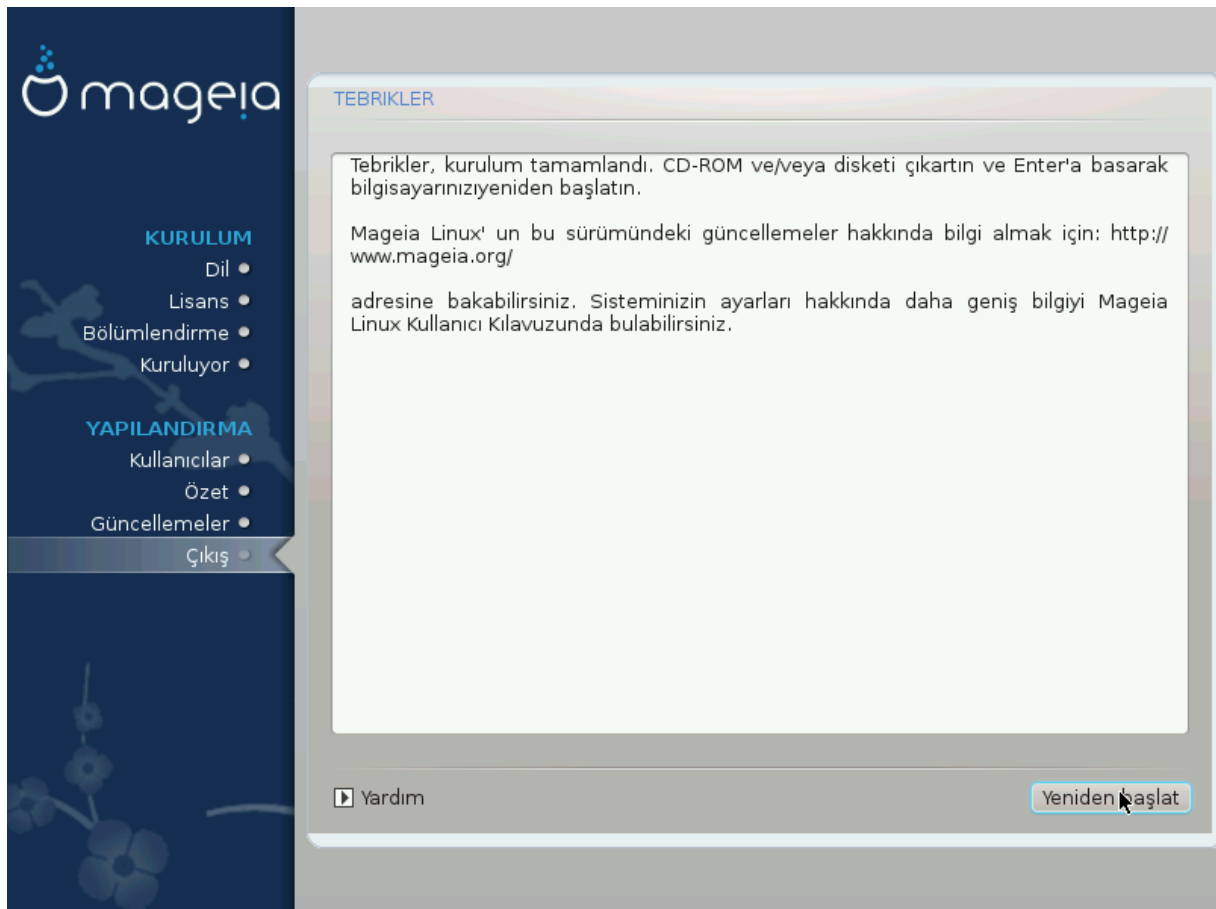 mageia
KURULUM
Dil
Lisans
Bölümlendirme
Kuruluyor
YAPILANDIRMA
Kullanıcılar
Özet
Güncellemeler
Çıkış
TEBRIKLER
Tebrikler, kurulum tamamlandı. CD-ROM ve/veya disketi çıkartın ve Enter'a basarak
bilgisayarınızıyeniden başlatın.
Mageia Linux' un bu sürümündeki güncellemeler hakkında bilgi almak için: http://
www.mageia.org/
adresine bakabilirsiniz. Sisteminizin ayarları hakkında daha geniş bilgiyi Mageia
Linux Kullanıcı Kılavuzunda bulabilirsiniz.
Yardım
Yeniden başlat